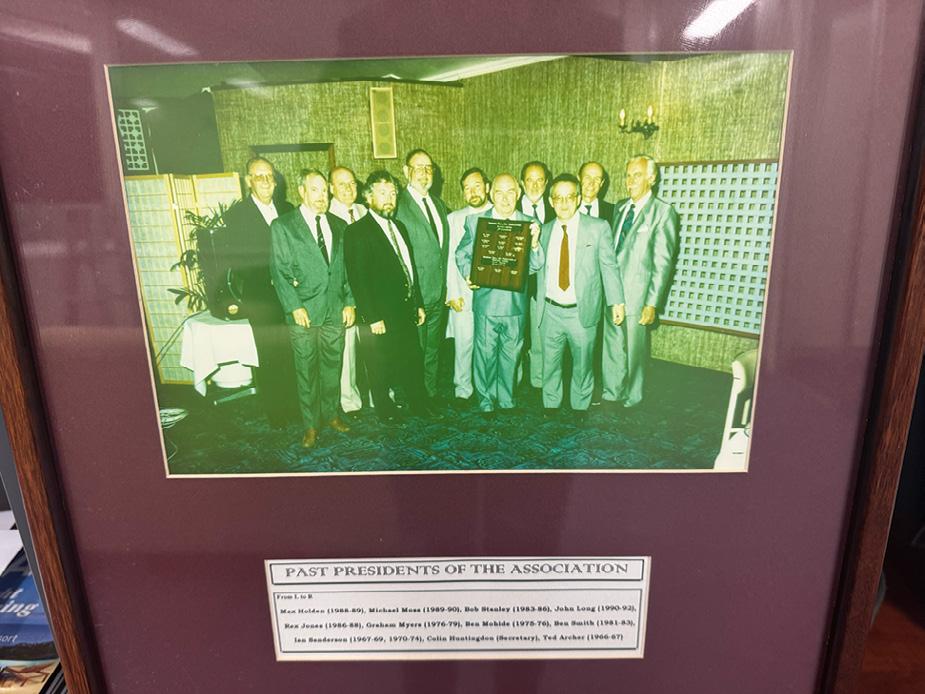 PAST PRESIDENTS OF THE ASSOCIATION
From L to R
Max Holden (1988-89), Michael Moss (1989-90), Bob Stanley (1983-86), John Long (1990-92),
Rex Jones (1986-88), Graham Myers (1976-79), Ben Mohide (1975-76), Ben Smith (1981-83),
Ian Senderson (1967-69, 1970-74), Colin Huntingdon (Secretary), Ted Archer (1966-67)
ort